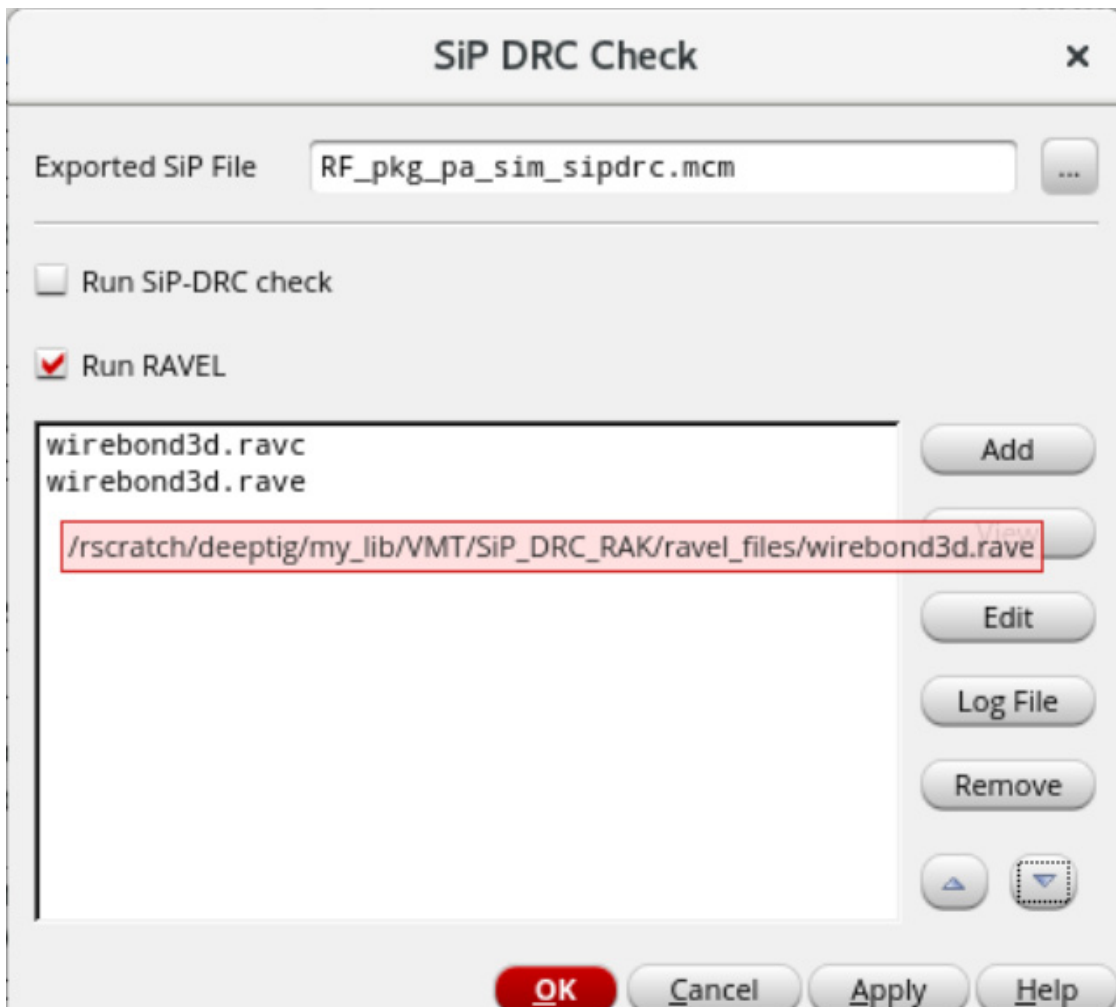 SiP DRC Check
Exported SiP File RF_pkg_pa_sim_sipdrc.mcm ...
Run SiP-DRC check
Run RAVEL
wirebond3d.ravc
wirebond3d.rave
/rscratch/deeptig/my_lib/VMT/SiP_DRC_RAK/ravel_files/wirebond3d.rave
Add
View
Edit
Log File
Remove
OK Cancel Apply Help